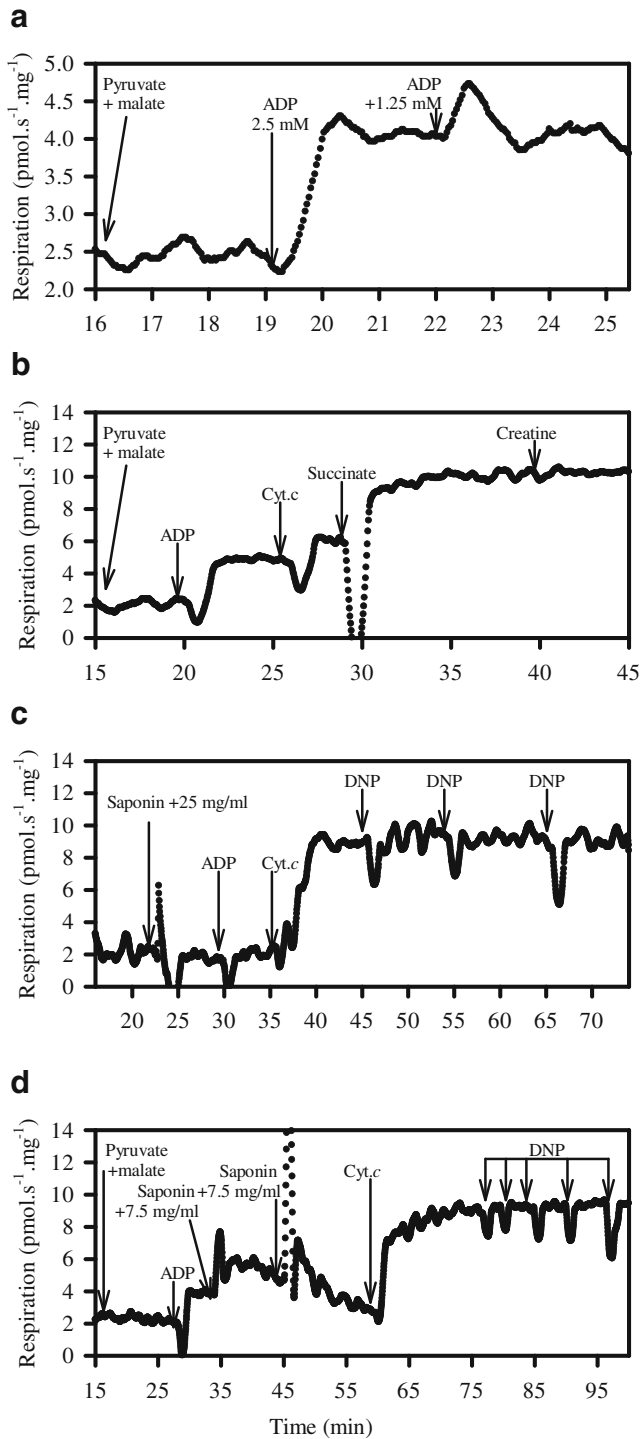 a
5.0
4.5
4.0
3.5
3.0
2.5
2.0
Respiration (pmol.s⁻¹.mg⁻¹)
Pyruvate
+ malate
ADP
2.5 mM
ADP
+1.25 mM
16 17 18 19 20 21 22 23 24 25
b
14
12
10
8
6
4
2
0
Respiration (pmol.s⁻¹.mg⁻¹)
Pyruvate
+ malate
ADP
Cyt.c
Succinate
Creatine
15 20 25 30 35 40 45
c
14
12
10
8
6
4
2
0
Respiration (pmol.s⁻¹.mg⁻¹)
Saponin +25 mg/ml
ADP
Cyt.c
DNP
DNP
DNP
20 25 30 35 40 45 50 55 60 65 70
d
14
12
10
8
6
4
2
0
Respiration (pmol.s⁻¹.mg⁻¹)
Pyruvate
+malate
ADP
Saponin
+7.5 mg/ml
Saponin
+7.5 mg/ml
Cyt.c
DNP
15 25 35 45 55 65 75 85 95
Time (min)